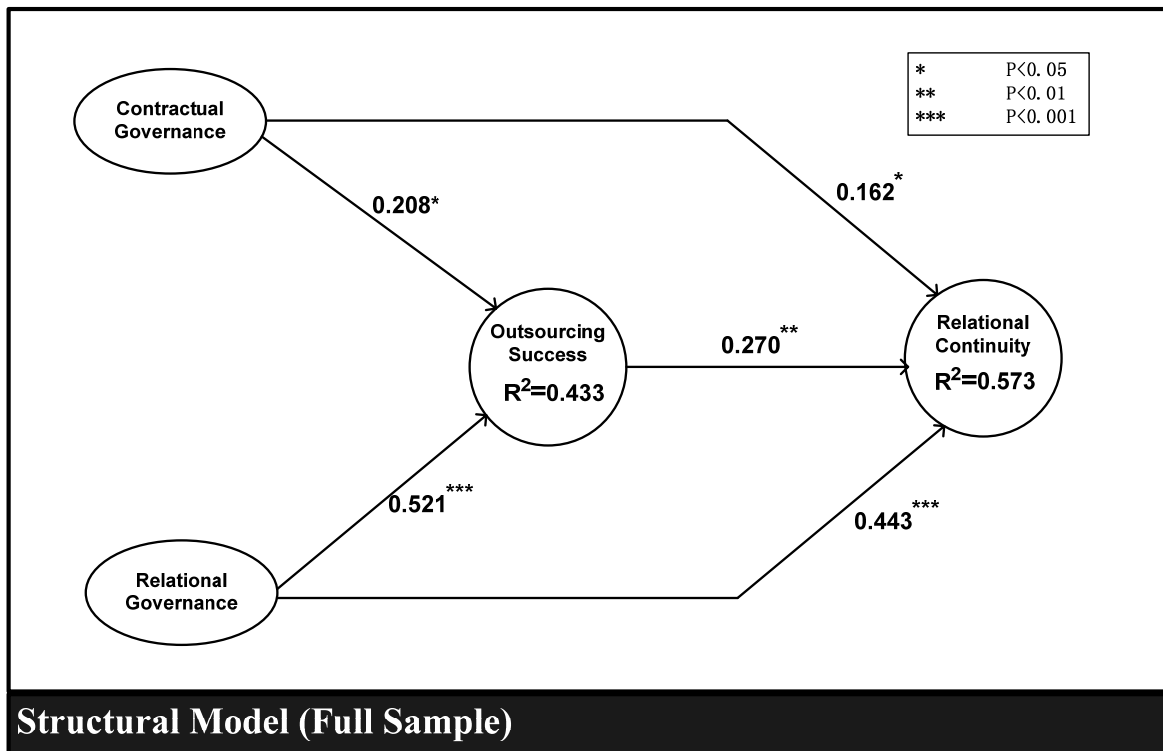 * P<0.05
** P<0.01
*** P<0.001
Contractual
Governance
0.162*
0.208*
Outsourcing
Success
R²=0.433
0.270**
Relational
Continuity
R²=0.573
0.521***
0.443***
Relational
Governance
Structural Model (Full Sample)